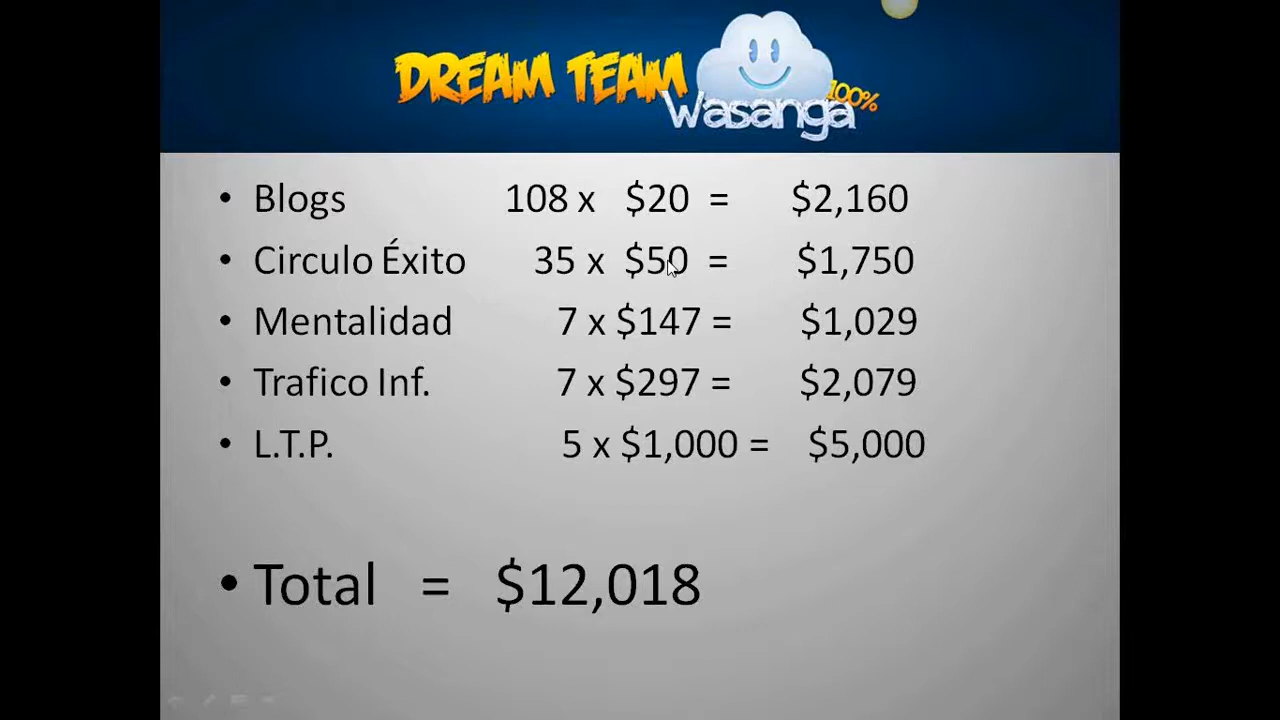 DREAM TEAM
Wasanga 100%
• Blogs 108 x $20 = $2,160
• Circulo Éxito 35 x $50 = $1,750
• Mentalidad 7 x $147 = $1,029
• Trafico Inf. 7 x $297 = $2,079
• L.T.P. 5 x $1,000 = $5,000
• Total = $12,018